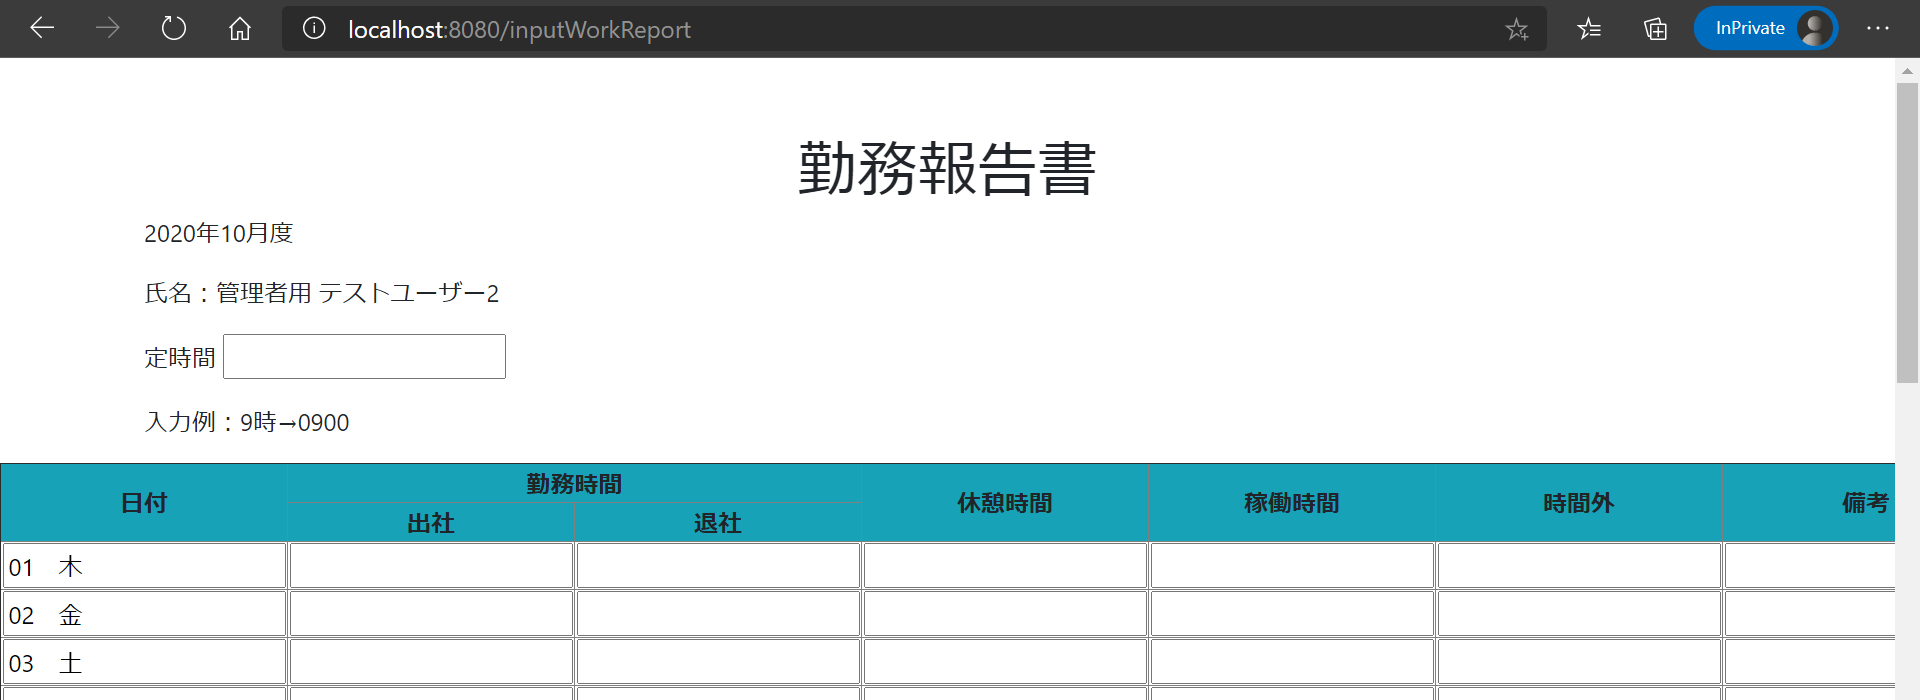 localhost:8080/inputWorkReport
InPrivate
勤務報告書
2020年10月度
氏名：管理者用 テストユーザー2
定時間
入力例：9時→0900
日付 勤務時間 休憩時間 稼働時間 時間外 備考
出社 退社
01 木
02 金
03 土